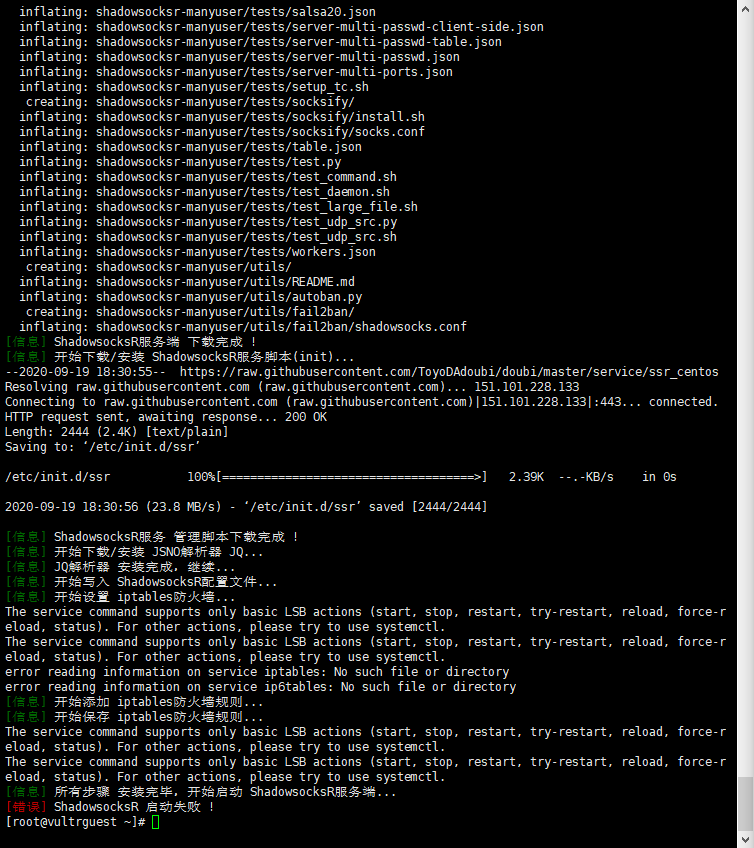 inflating: shadowsocksr-manyuser/tests/salsa20.json
inflating: shadowsocksr-manyuser/tests/server-multi-passwd-client-side.json
inflating: shadowsocksr-manyuser/tests/server-multi-passwd-table.json
inflating: shadowsocksr-manyuser/tests/server-multi-passwd.json
inflating: shadowsocksr-manyuser/tests/server-multi-ports.json
inflating: shadowsocksr-manyuser/tests/setup_tc.sh
creating: shadowsocksr-manyuser/tests/socksify/
inflating: shadowsocksr-manyuser/tests/socksify/install.sh
inflating: shadowsocksr-manyuser/tests/socksify/socks.conf
inflating: shadowsocksr-manyuser/tests/table.json
inflating: shadowsocksr-manyuser/tests/test.py
inflating: shadowsocksr-manyuser/tests/test_command.sh
inflating: shadowsocksr-manyuser/tests/test_daemon.sh
inflating: shadowsocksr-manyuser/tests/test_large_file.sh
inflating: shadowsocksr-manyuser/tests/test_udp_src.py
inflating: shadowsocksr-manyuser/tests/test_udp_src.sh
inflating: shadowsocksr-manyuser/tests/workers.json
creating: shadowsocksr-manyuser/utils/
inflating: shadowsocksr-manyuser/utils/README.md
inflating: shadowsocksr-manyuser/utils/autoban.py
creating: shadowsocksr-manyuser/utils/fail2ban/
inflating: shadowsocksr-manyuser/utils/fail2ban/shadowsocks.conf
[信息] ShadowsocksR服务端 下载完成 !
[信息] 开始下载/安装 ShadowsocksR服务脚本(init)...
--2020-09-19 18:30:55--  https://raw.githubusercontent.com/ToyoDAdoubi/doubi/master/service/ssr_centos
Resolving raw.githubusercontent.com (raw.githubusercontent.com)... 151.101.228.133
Connecting to raw.githubusercontent.com (raw.githubusercontent.com)|151.101.228.133|:443... connected.
HTTP request sent, awaiting response... 200 OK
Length: 2444 (2.4K) [text/plain]
Saving to: ‘/etc/init.d/ssr’
/etc/init.d/ssr           100%[====================================>]   2.39K  --.-KB/s    in 0s
2020-09-19 18:30:56 (23.8 MB/s) - ‘/etc/init.d/ssr’ saved [2444/2444]
[信息] ShadowsocksR服务 管理脚本下载完成 !
[信息] 开始下载/安装 JSNO解析器 JQ...
[信息] JQ解析器 安装完成，继续...
[信息] 开始写入 ShadowsocksR配置文件...
[信息] 开始设置 iptables防火墙...
The service command supports only basic LSB actions (start, stop, restart, try-restart, reload, force-r
eload, status). For other actions, please try to use systemctl.
The service command supports only basic LSB actions (start, stop, restart, try-restart, reload, force-r
eload, status). For other actions, please try to use systemctl.
error reading information on service iptables: No such file or directory
error reading information on service ip6tables: No such file or directory
[信息] 开始添加 iptables防火墙规则...
[信息] 开始保存 iptables防火墙规则...
The service command supports only basic LSB actions (start, stop, restart, try-restart, reload, force-r
eload, status). For other actions, please try to use systemctl.
The service command supports only basic LSB actions (start, stop, restart, try-restart, reload, force-r
eload, status). For other actions, please try to use systemctl.
[信息] 所有步骤 安装完毕，开始启动 ShadowsocksR服务端...
[错误] ShadowsocksR 启动失败 !
[root@vultrguest ~]#